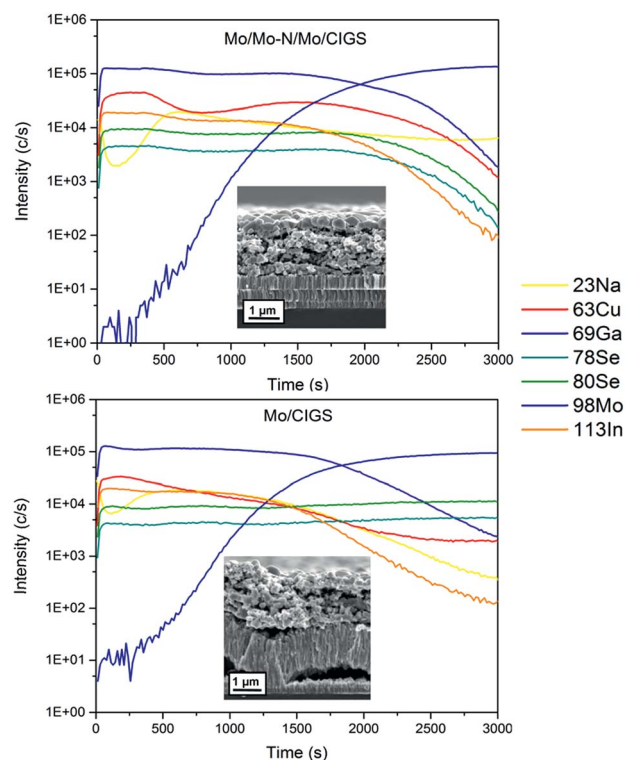 Mo/Mo-N/Mo/CIGS
Intensity (c/s)
1E+06
1E+05
1E+04
1E+03
1E+02
1E+01
1E+00
1 µm
0 500 1000 1500 2000 2500 3000
Time (s)
23Na
63Cu
69Ga
78Se
80Se
98Mo
113In
Mo/CIGS
Intensity (c/s)
1E+06
1E+05
1E+04
1E+03
1E+02
1E+01
1E+00
1 µm
0 500 1000 1500 2000 2500 3000
Time (s)